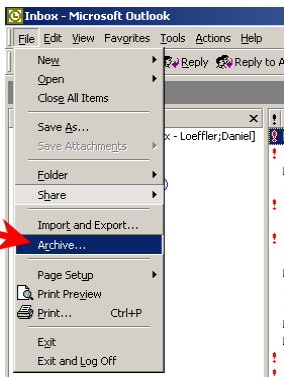 Inbox - Microsoft Outlook
File Edit View Favorites Tools Actions Help
New
Reply Reply to A
Open
Close All Items
Save As...
x - Loeffler;Daniel]
Save Attachments
Folder
Share
Import and Export...
Archive...
Page Setup
Print Preview
Print... Ctrl+P
Exit
Exit and Log Off